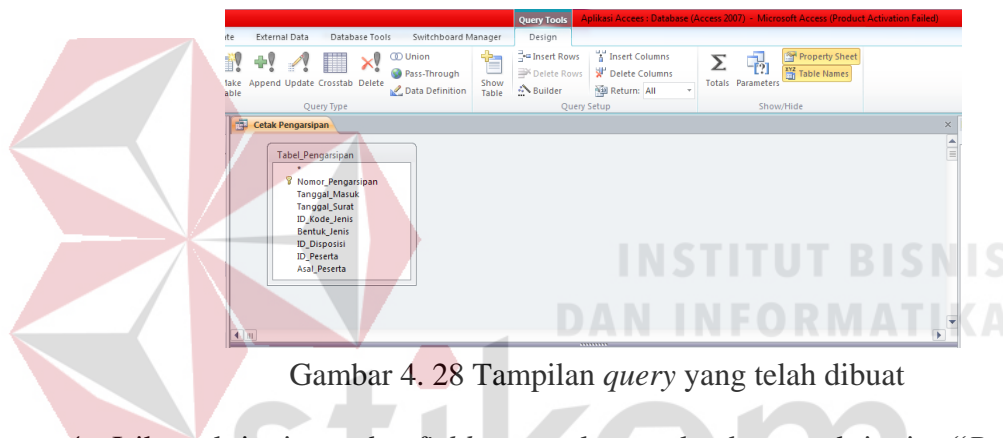 Query Tools Aplikasi Accees : Database (Access 2007) - Microsoft Access (Product Activation Failed)
External Data Database Tools Switchboard Manager Design
Union
Pass-Through
Data Definition
Append Update Crosstab Delete
Query Type
Show Table
Insert Rows
Delete Rows
Builder
Insert Columns
Delete Columns
Return: All
Query Setup
Totals Parameters
Property Sheet
Table Names
Show/Hide
Cetak Pengarsipan
Tabel_Pengarsipan
*
Nomor_Pengarsipan
Tanggal_Masuk
Tanggal_Surat
ID_Kode_Jenis
Bentuk_Jenis
ID_Disposisi
ID_Peserta
Asal_Peserta
INSTITUT BISNIS
DAN INFORMATIKA
Gambar 4. 28 Tampilan query yang telah dibuat
stikom